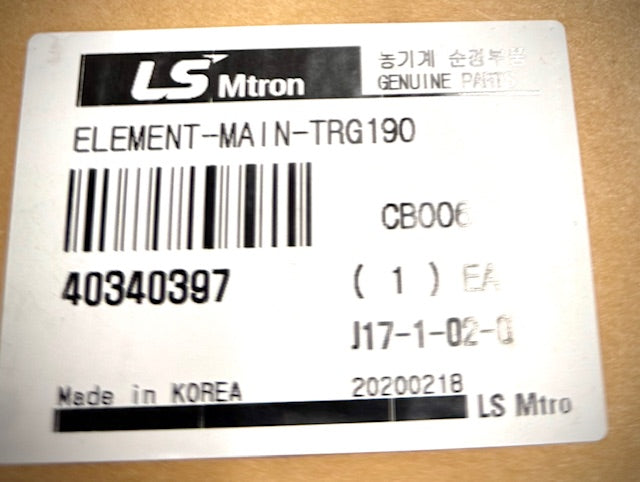 LS Mtron
농기계 순정부품
GENUINE PARTS
ELEMENT-MAIN-TRG190
CB006
40340397
( 1 ) EA
J17-1-02-Q
Made in KOREA
20200218
LS Mtro